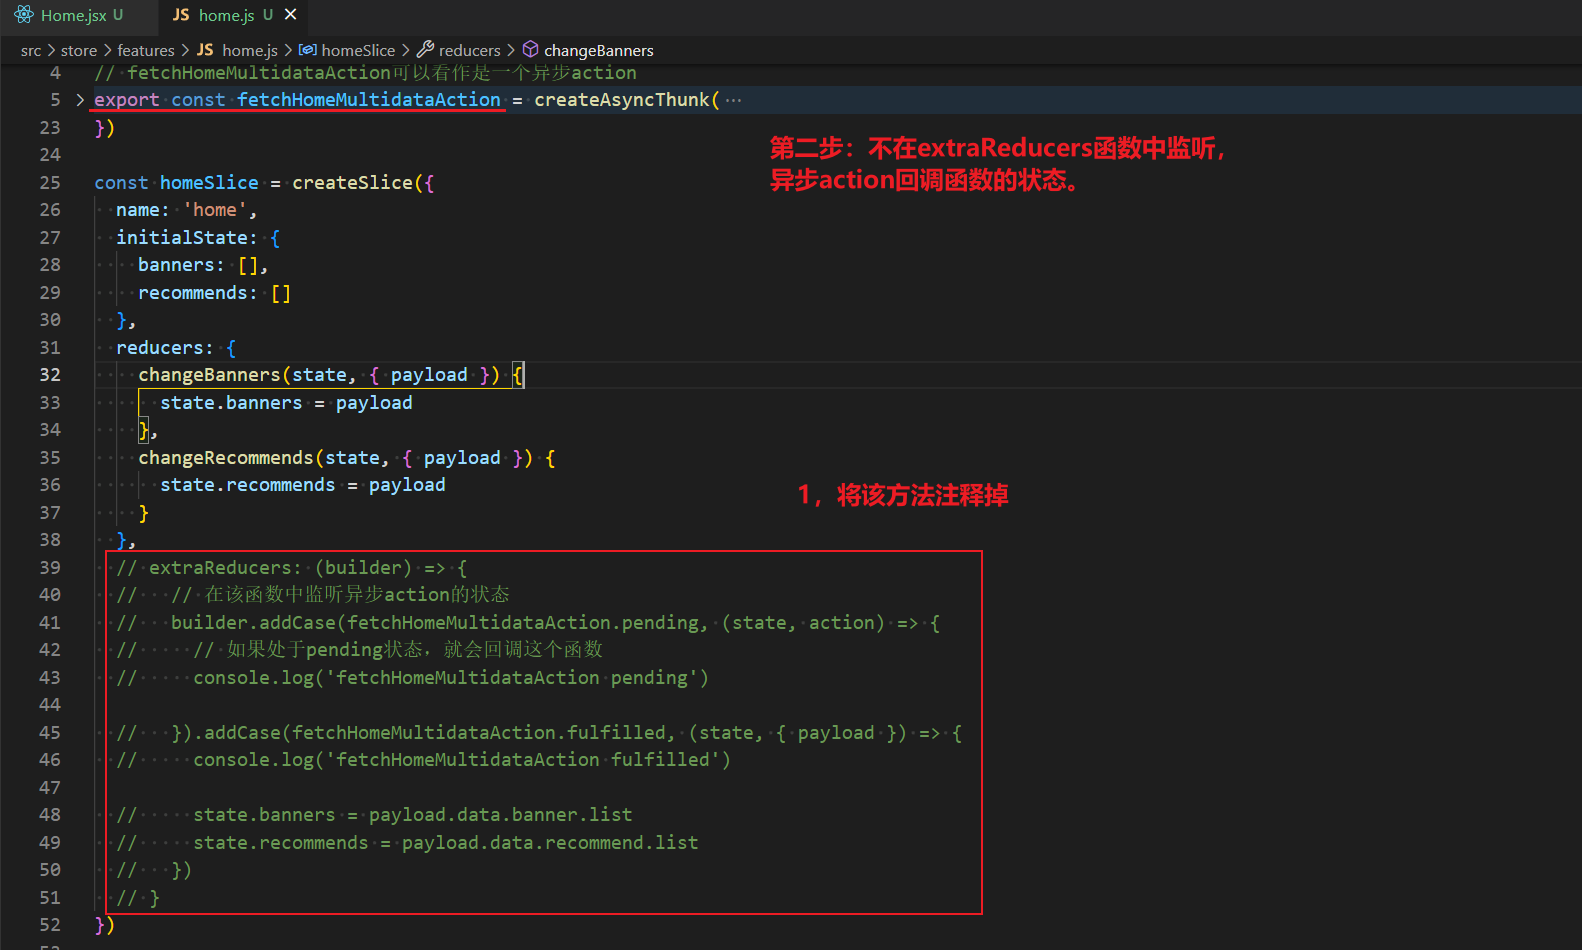 Home.jsx U JS home.js U ×
src > store > features > JS home.js > homeSlice > reducers > changeBanners
4 // fetchHomeMultidataAction可以看作是一个异步action
5 > export const fetchHomeMultidataAction = createAsyncThunk( ···
23 })
第二步：不在extraReducers函数中监听，
24
异步action回调函数的状态。
25 const homeSlice = createSlice({
26 name: 'home',
27 initialState: {
28 banners: [],
29 recommends: []
30 },
31 reducers: {
32 changeBanners(state, { payload }) {
33 state.banners = payload
34 },
35 changeRecommends(state, { payload }) {
36 state.recommends = payload
1，将该方法注释掉
37 }
38 },
39 // extraReducers: (builder) => {
40 // // 在该函数中监听异步action的状态
41 // builder.addCase(fetchHomeMultidataAction.pending, (state, action) => {
42 // // 如果处于pending状态，就会回调这个函数
43 // console.log('fetchHomeMultidataAction pending')
44
45 // }).addCase(fetchHomeMultidataAction.fulfilled, (state, { payload }) => {
46 // console.log('fetchHomeMultidataAction fulfilled')
47
48 // state.banners = payload.data.banner.list
49 // state.recommends = payload.data.recommend.list
50 // })
51 // }
52 })